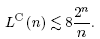 L^C (n) ≲ 8 2^n/n.